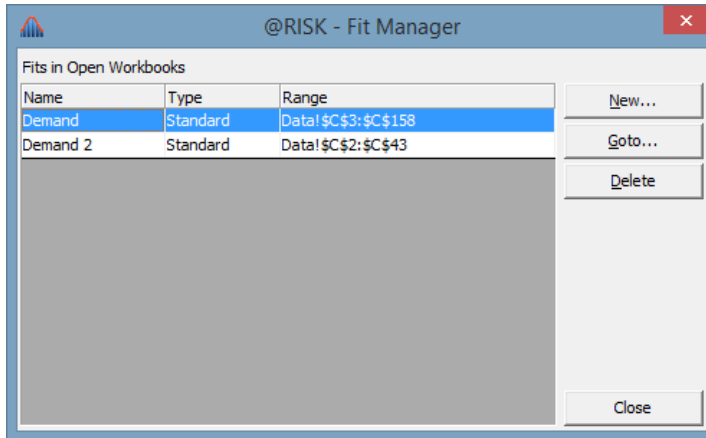 @RISK - Fit Manager
Fits in Open Workbooks
Name Type Range
Demand Standard Data!$C$3:$C$158
Demand 2 Standard Data!$C$2:$C$43
New...
Goto...
Delete
Close